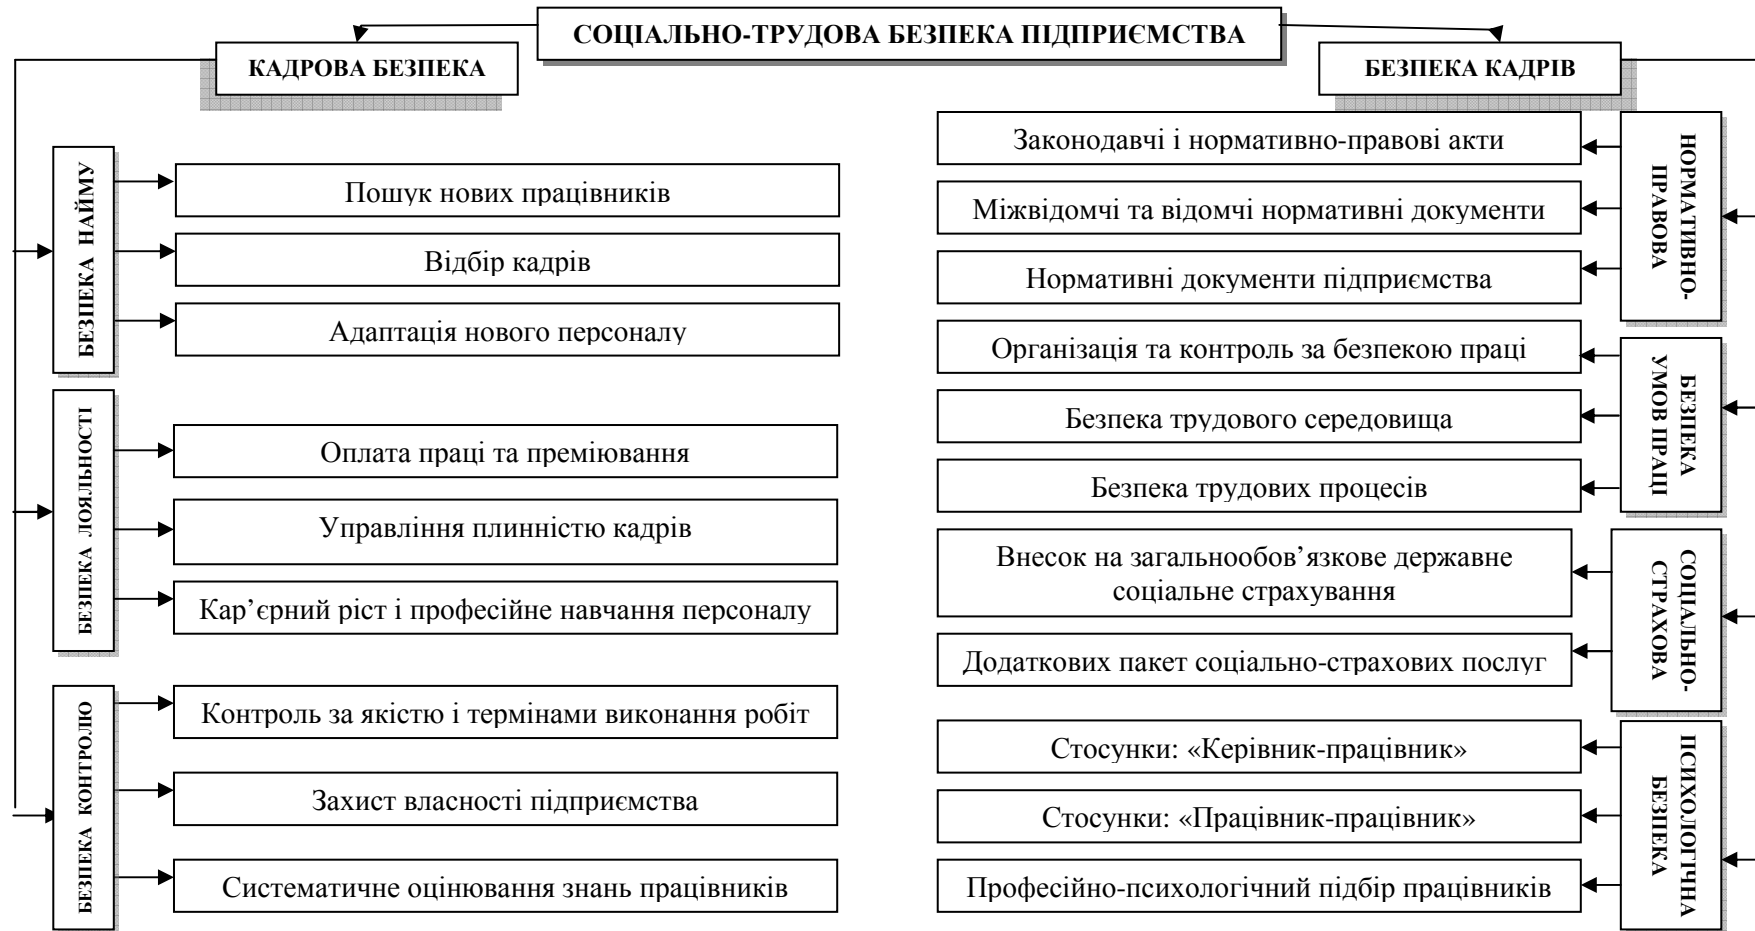 СОЦІАЛЬНО-ТРУДОВА БЕЗПЕКА ПІДПРИЄМСТВА
КАДРОВА БЕЗПЕКА
БЕЗПЕКА НАЙМУ
Пошук нових працівників
Відбір кадрів
Адаптація нового персоналу
БЕЗПЕКА ЛОЯЛЬНОСТІ
Оплата праці та преміювання
Управління плинністю кадрів
Кар’єрний ріст і професійне навчання персоналу
БЕЗПЕКА КОНТРОЛЮ
Контроль за якістю і термінами виконання робіт
Захист власності підприємства
Систематичне оцінювання знань працівників
БЕЗПЕКА КАДРІВ
НОРМАТИВНО-
ПРАВОВА
Законодавчі і нормативно-правові акти
Міжвідомчі та відомчі нормативні документи
Нормативні документи підприємства
БЕЗПЕКА
УМОВ ПРАЦІ
Організація та контроль за безпекою праці
Безпека трудового середовища
Безпека трудових процесів
СОЦІАЛЬНО-
СТРАХОВА
Внесок на загальнообов’язкове державне
соціальне страхування
Додаткових пакет соціально-страхових послуг
ПСИХОЛОГІЧНА
БЕЗПЕКА
Стосунки: «Керівник-працівник»
Стосунки: «Працівник-працівник»
Професійно-психологічний підбір працівників